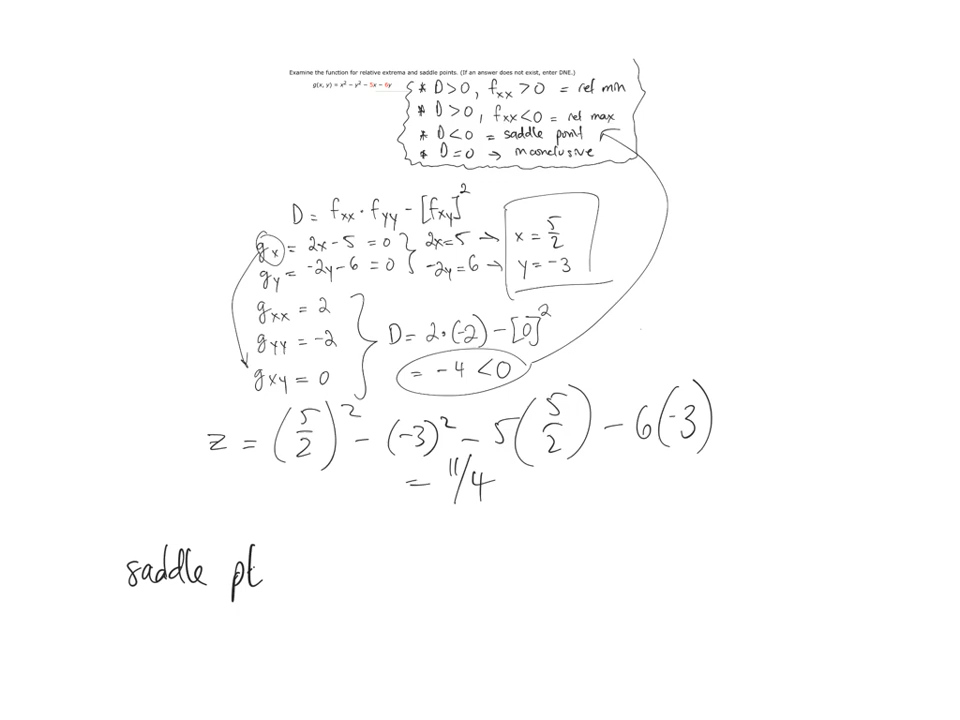 Examine the function for relative extrema and saddle points. (If an answer does not exist, enter DNE.)
g(x, y) = x² − y² − 5x − 6y
* D>0, fxx >0 = rel min
* D>0, fxx<0 = rel max
* D<0 = saddle point
* D=0 → inconclusive
D = fxx · fyy − [fxy]²
gx = 2x − 5 = 0 } 2x=5 → x = 5/2
gy = -2y − 6 = 0 } -2y = 6 → y = -3
gxx = 2
gyy = -2
gxy = 0
D = 2·(-2) − [0]²
= -4 <0
z = (5/2)² − (-3)² − 5(5/2) − 6(-3)
= 11/4
saddle pt